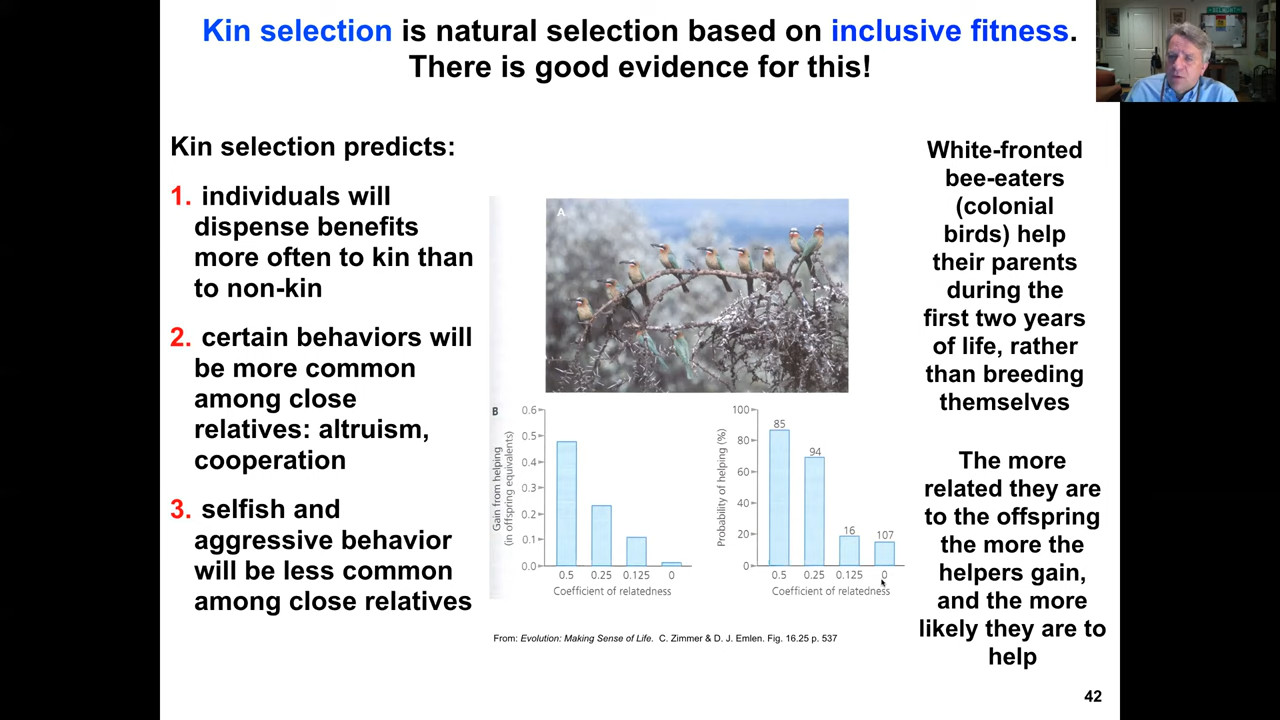 Kin selection is natural selection based on inclusive fitness.
There is good evidence for this!
Kin selection predicts:
1. individuals will
dispense benefits
more often to kin than
to non-kin
2. certain behaviors will
be more common
among close
relatives: altruism,
cooperation
3. selfish and
aggressive behavior
will be less common
among close relatives
A
B
Gain from helping
(in offspring equivalents)
0.6
0.5
0.4
0.3
0.2
0.1
0.0
0.5 0.25 0.125 0
Coefficient of relatedness
Probability of helping (%)
100
80
60
40
20
0
85
94
16
107
0.5 0.25 0.125 0
Coefficient of relatedness
From: Evolution: Making Sense of Life. C. Zimmer & D. J. Emlen. Fig. 16.25 p. 537
White-fronted
bee-eaters
(colonial
birds) help
their parents
during the
first two years
of life, rather
than breeding
themselves
The more
related they are
to the offspring
the more the
helpers gain,
and the more
likely they are to
help
42